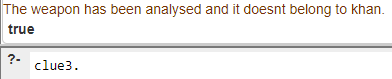 The weapon has been analysed and it doesnt belong to khan.
true
?- clue3.